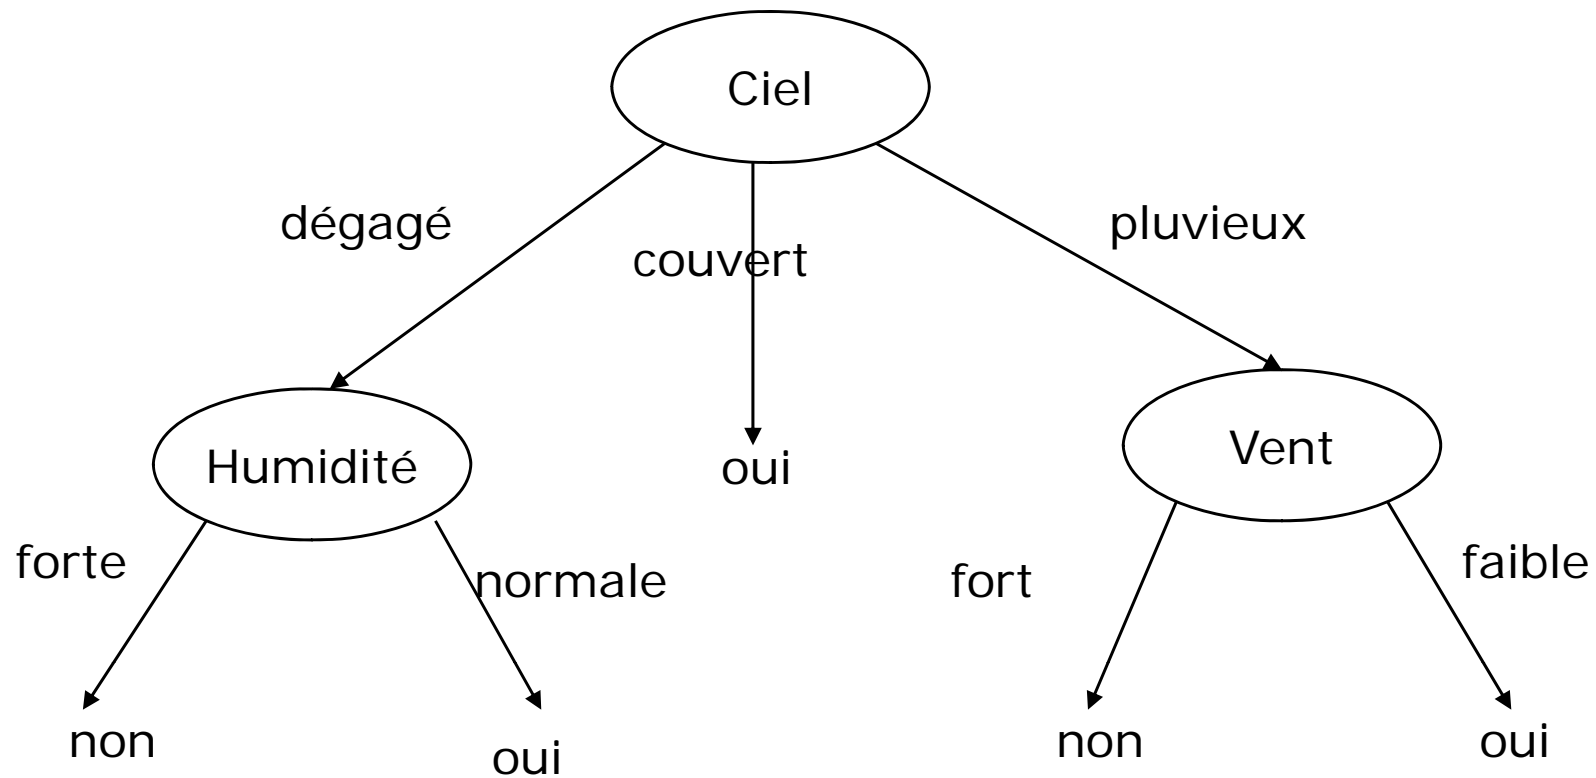 Ciel
dégagé
couvert
pluvieux
Humidité
oui
Vent
forte
normale
fort
faible
non
oui
non
oui